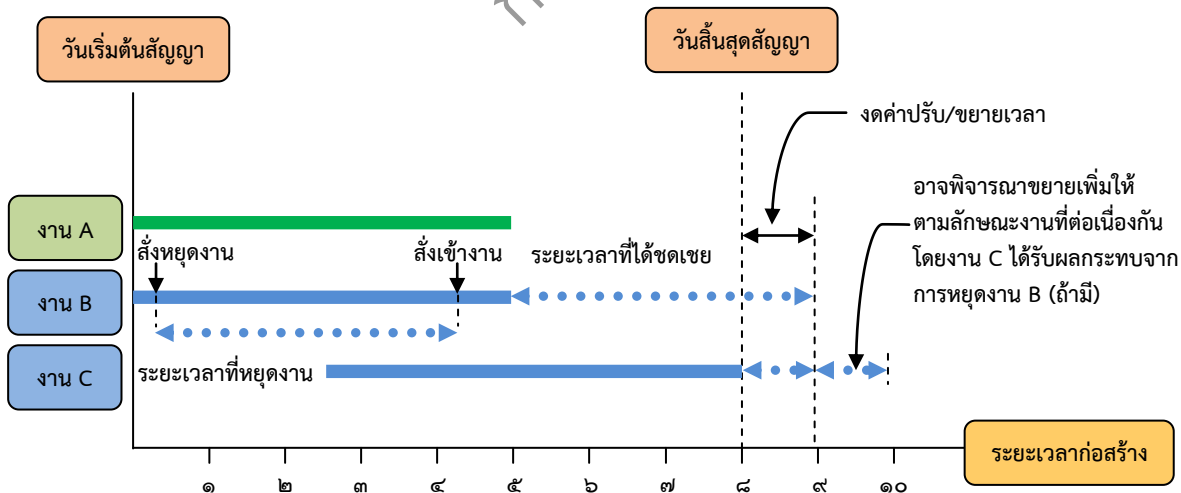 วันเริ่มต้นสัญญา
วันสิ้นสุดสัญญา
งดค่าปรับ/ขยายเวลา
อาจพิจารณาขยายเพิ่มให้
ตามลักษณะงานที่ต่อเนื่องกัน
โดยงาน C ได้รับผลกระทบจาก
การหยุดงาน B (ถ้ามี)
งาน A
สั่งหยุดงาน
สั่งเข้างาน
ระยะเวลาที่ได้ชดเชย
งาน B
งาน C
ระยะเวลาที่หยุดงาน
ระยะเวลาก่อสร้าง
๑ ๒ ๓ ๔ ๕ ๖ ๗ ๘ ๙ ๑๐